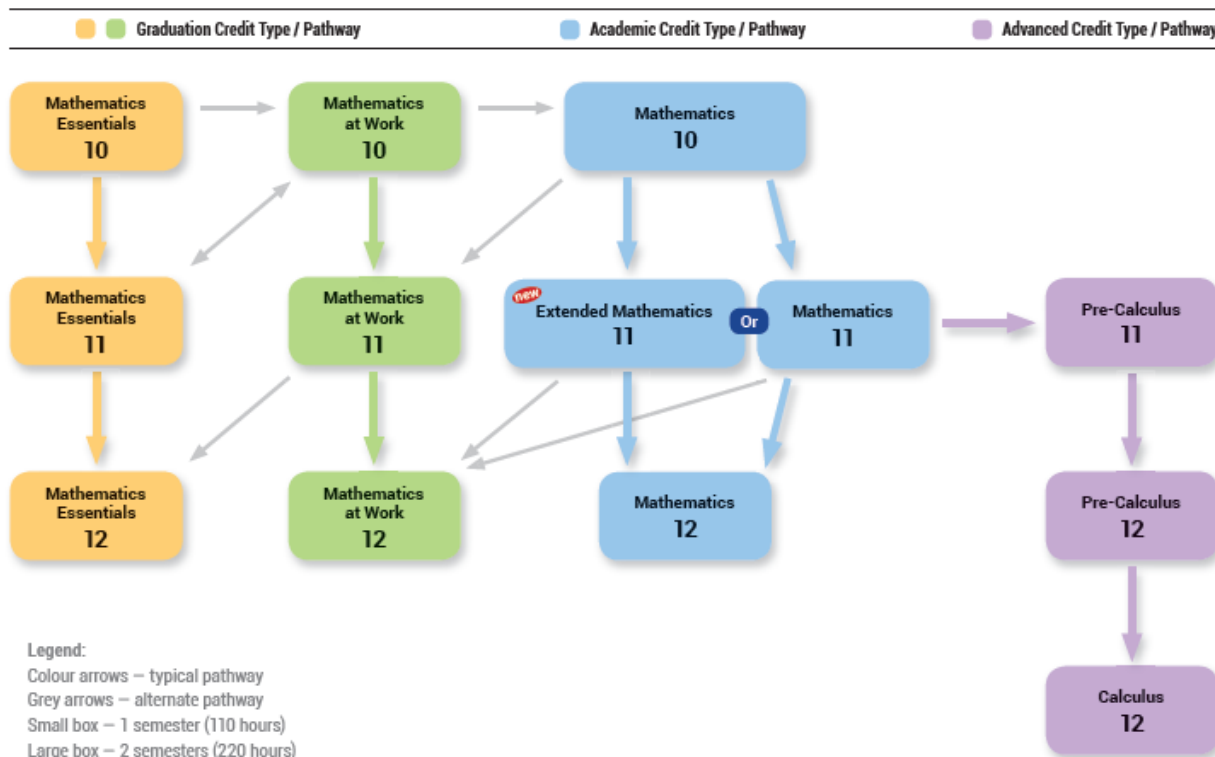 Graduation Credit Type / Pathway
Academic Credit Type / Pathway
Advanced Credit Type / Pathway
Mathematics
Essentials
10
Mathematics
at Work
10
Mathematics
10
Mathematics
Essentials
11
Mathematics
at Work
11
new
Extended Mathematics
11
Or
Mathematics
11
Pre-Calculus
11
Mathematics
Essentials
12
Mathematics
at Work
12
Mathematics
12
Pre-Calculus
12
Calculus
12
Legend:
Colour arrows – typical pathway
Grey arrows – alternate pathway
Small box – 1 semester (110 hours)
Large box – 2 semesters (220 hours)